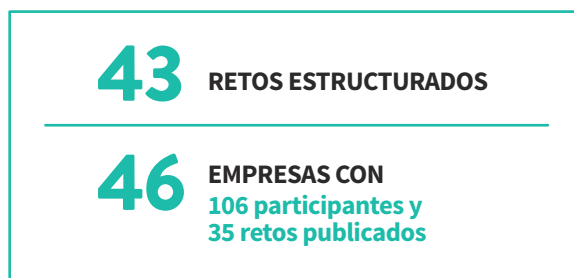 43 RETOS ESTRUCTURADOS
46 EMPRESAS CON
106 participantes y
35 retos publicados